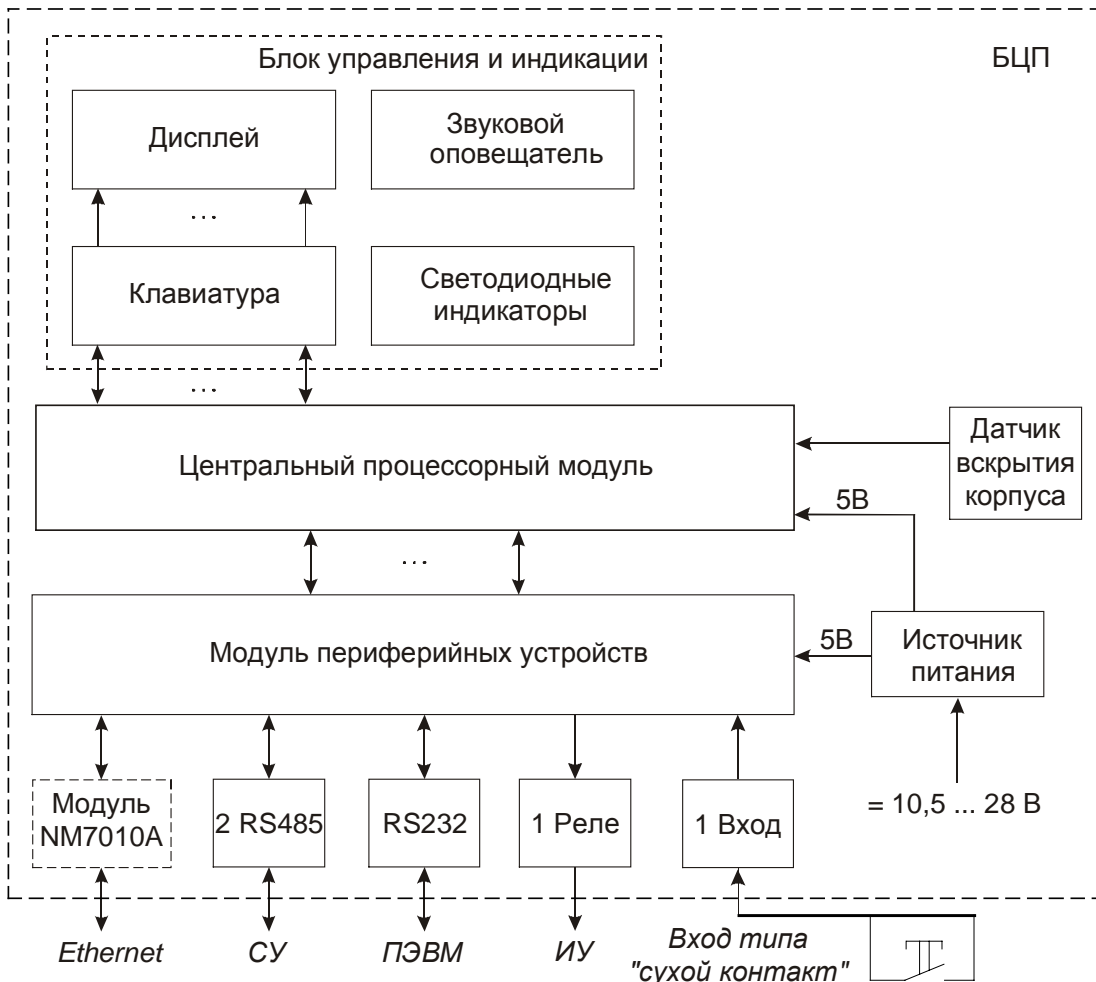 Блок управления и индикации
БЦП
Дисплей
Звуковой
оповещатель
...
Клавиатура
Светодиодные
индикаторы
...
Центральный процессорный модуль
Датчик
вскрытия
корпуса
5В
...
Модуль периферийных устройств
5В
Источник
питания
Модуль
NM7010A
2 RS485
RS232
1 Реле
1 Вход
= 10,5 ... 28 В
Ethernet
СУ
ПЭВМ
ИУ
Вход типа
"сухой контакт"